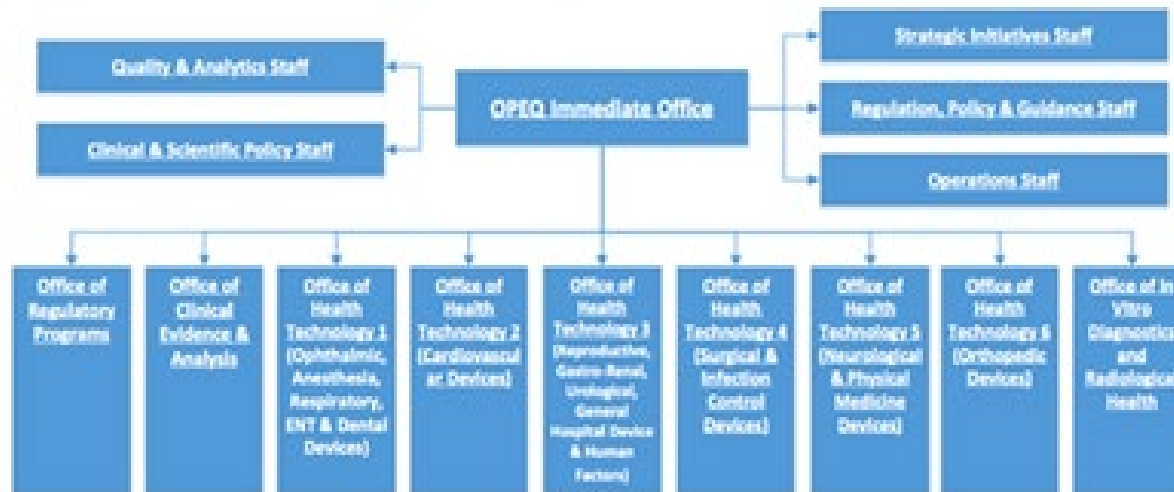 Quality & Analytics Staff
Clinical & Scientific Policy Staff
OPEQ Immediate Office
Strategic Initiatives Staff
Regulation, Policy & Guidance Staff
Operations Staff
Office of
Regulatory
Programs
Office of
Clinical
Evidence &
Analysis
Office of
Health
Technology 1
(Ophthalmic,
Anesthesia,
Respiratory,
ENT & Dental
Devices)
Office of
Health
Technology 2
(Cardiovascul
ar Devices)
Office of
Health
Technology 3
(Reproductive,
Gastro-Renal,
Urological,
General
Hospital Device
& Human
Factors)
Office of
Health
Technology 4
(Surgical &
Infection
Control
Devices)
Office of
Health
Technology 5
(Neurological
& Physical
Medicine
Devices)
Office of
Health
Technology 6
(Orthopedic
Devices)
Office of In
Vitro
Diagnostics
and
Radiological
Health